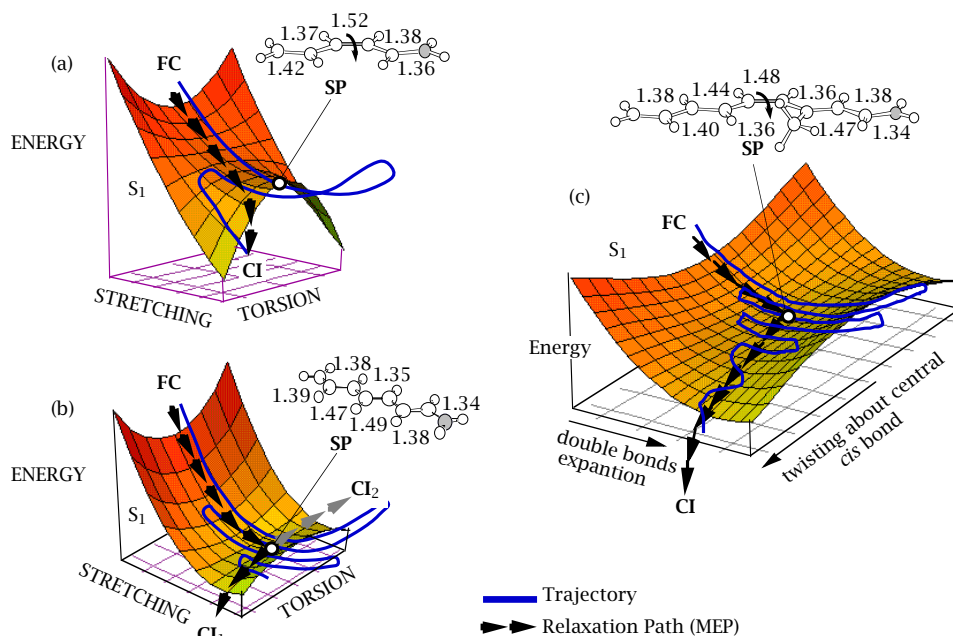 (a)
FC
1.37
1.52
1.38
1.42
1.36
SP
ENERGY
S1
CI
STRETCHING
TORSION
(b)
FC
1.38
1.39
1.35
1.47
1.49
1.34
1.38
SP
ENERGY
CI2
S1
STRETCHING
TORSION
(c)
1.48
1.44
1.36
1.38
1.38
1.40
1.36
1.47
1.34
SP
FC
S1
Energy
double bonds
expantion
twisting about central
cis bond
CI
Trajectory
Relaxation Path (MEP)